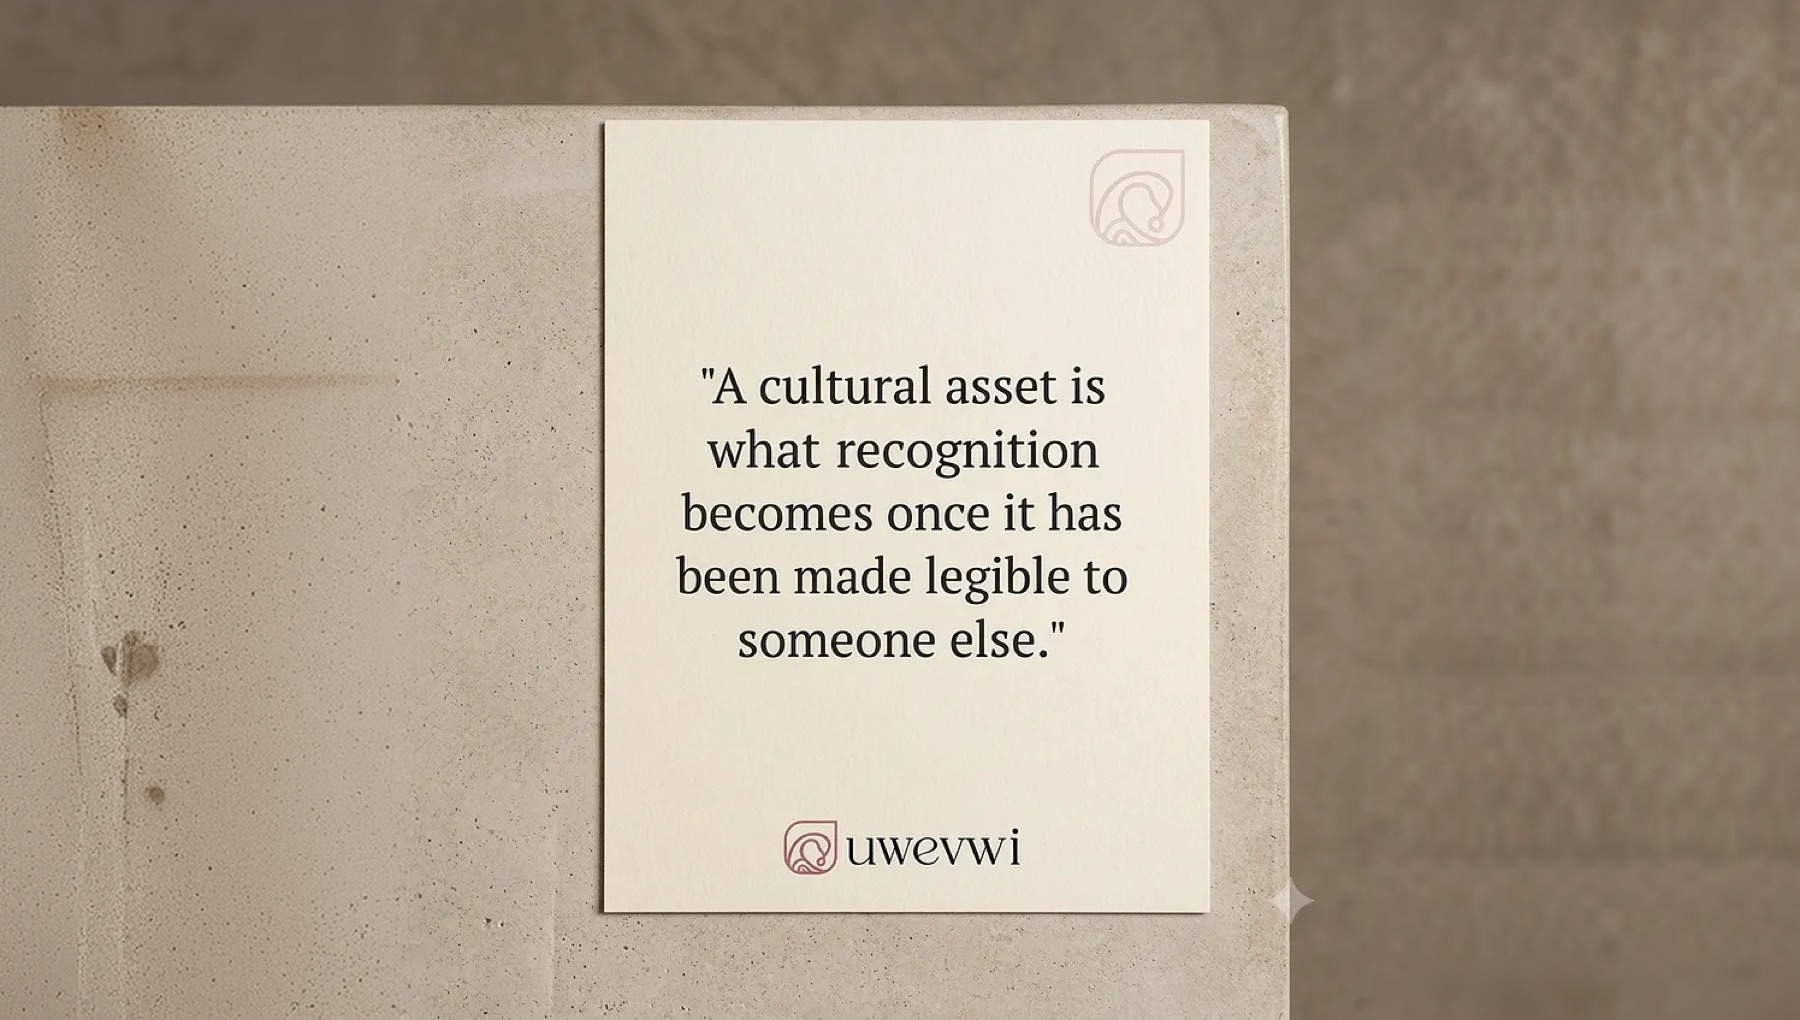 "A cultural asset is
what recognition
becomes once it has
been made legible to
someone else."
uwevwi